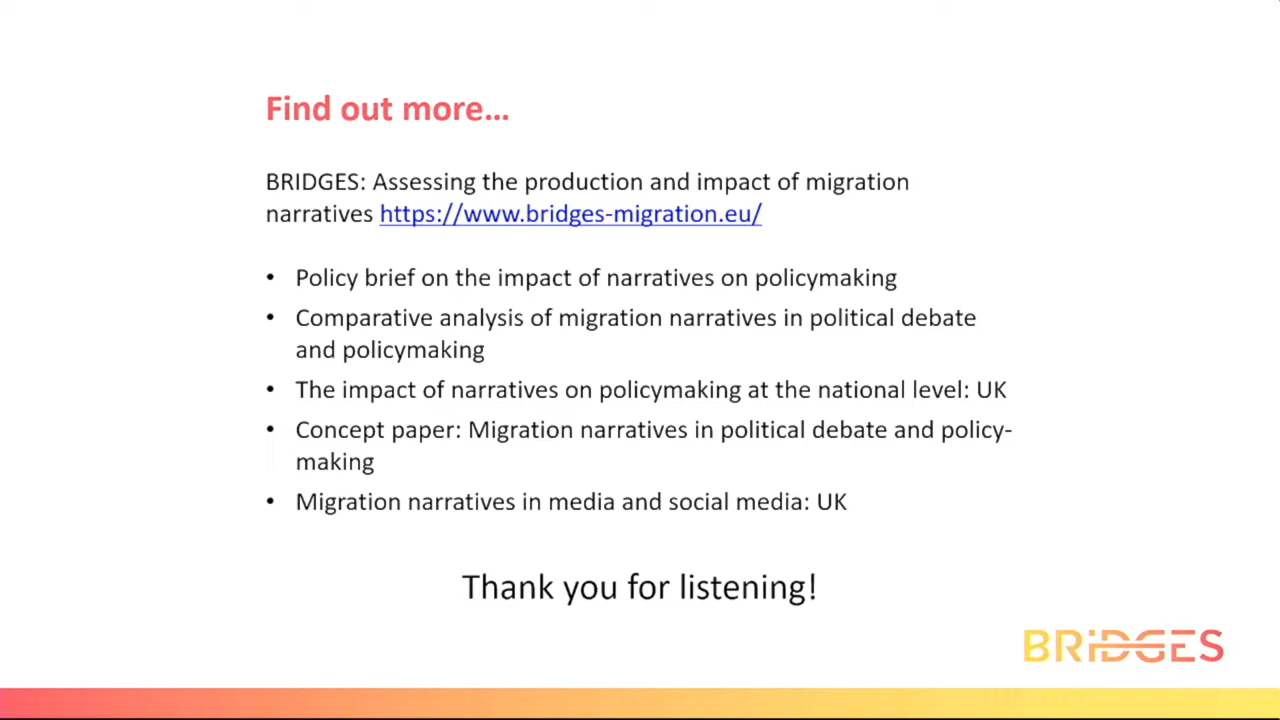 Find out more…
BRIDGES: Assessing the production and impact of migration
narratives https://www.bridges-migration.eu/
• Policy brief on the impact of narratives on policymaking
• Comparative analysis of migration narratives in political debate
and policymaking
• The impact of narratives on policymaking at the national level: UK
• Concept paper: Migration narratives in political debate and policy-
making
• Migration narratives in media and social media: UK
Thank you for listening!
BRiDGES